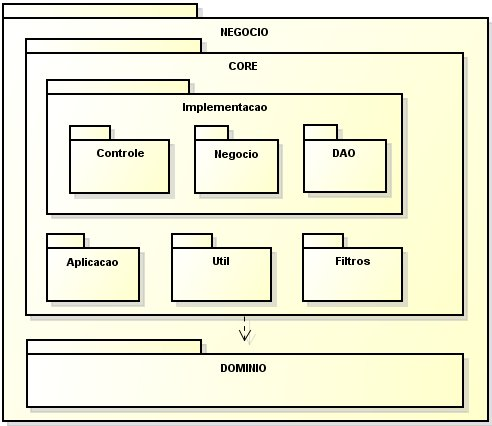 NEGOCIO
CORE
Implementacao
Controle
Negocio
DAO
Aplicacao
Util
Filtros
DOMINIO